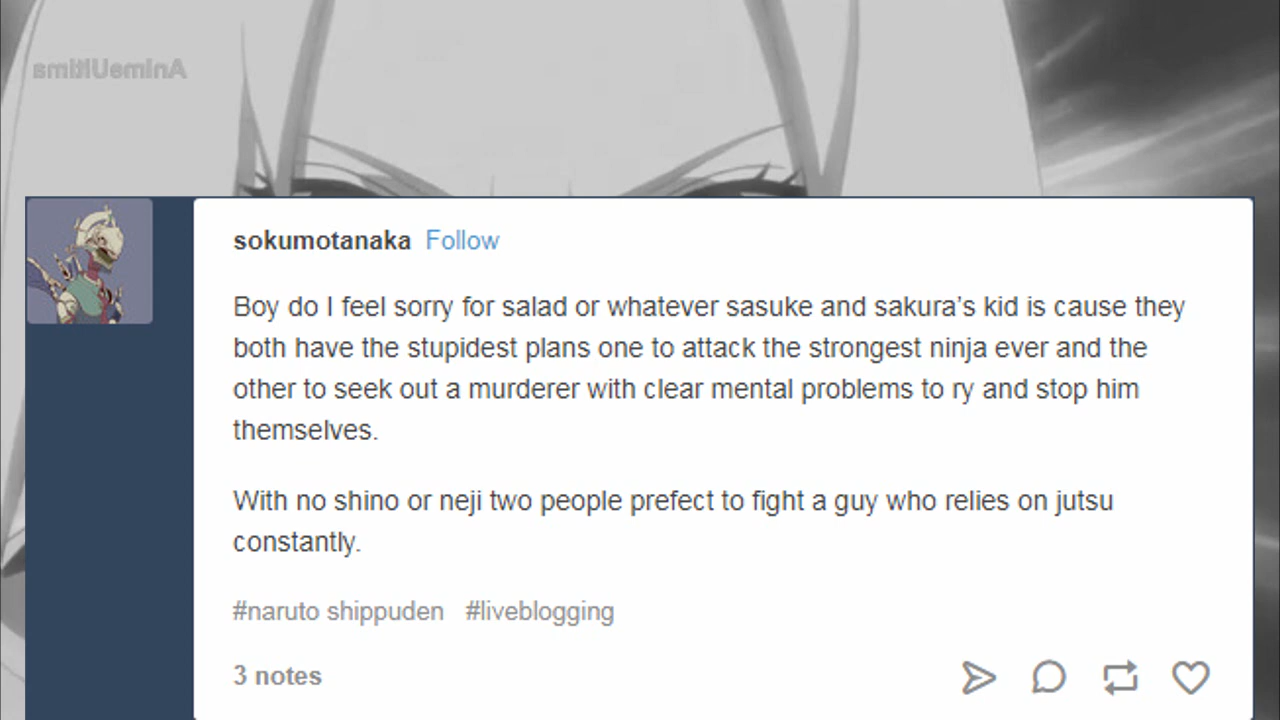 AnimeUltima
sokumotanaka Follow
Boy do I feel sorry for salad or whatever sasuke and sakura's kid is cause they
both have the stupidest plans one to attack the strongest ninja ever and the
other to seek out a murderer with clear mental problems to ry and stop him
themselves.
With no shino or neji two people prefect to fight a guy who relies on jutsu
constantly.
#naruto shippuden #liveblogging
3 notes